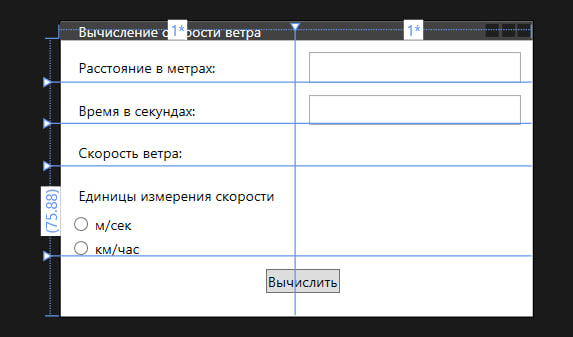 1* 1*
Вычисление скорости ветра
Расстояние в метрах:
Время в секундах:
Скорость ветра:
(75.88)
Единицы измерения скорости
м/сек
км/час
Вычислить